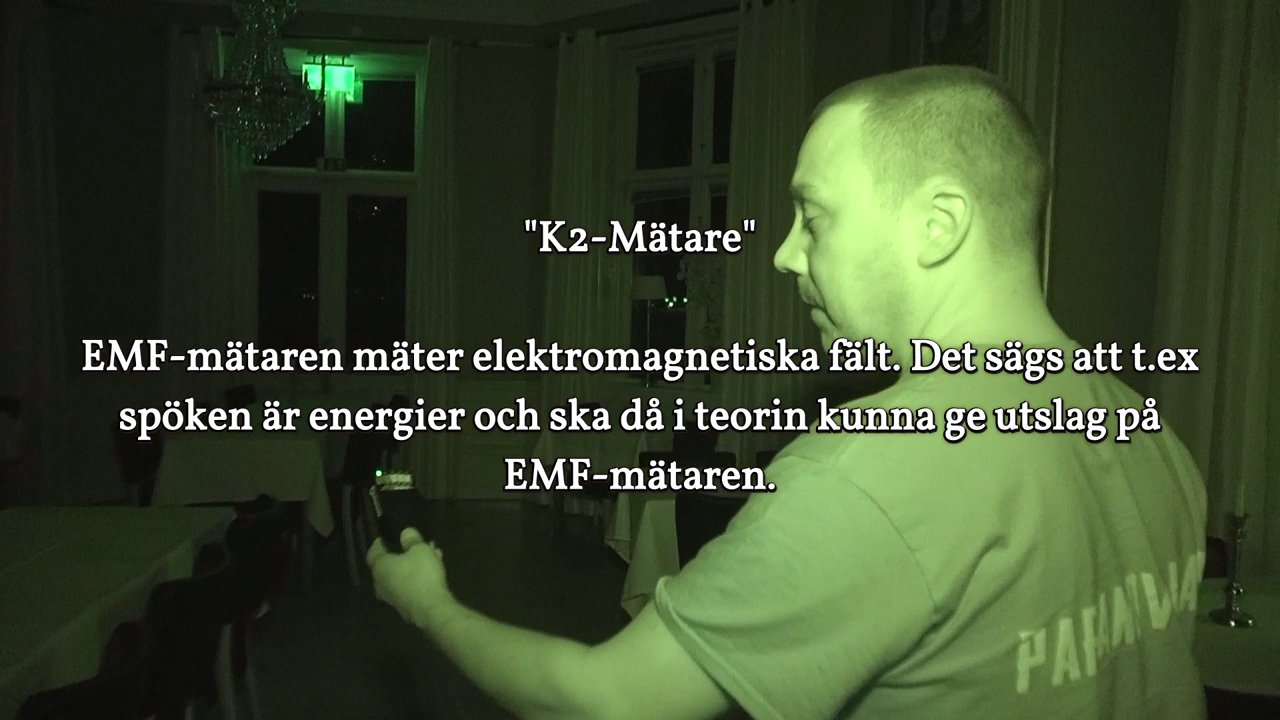 "K2-Mätare"
EMF-mätaren mäter elektromagnetiska fält. Det sägs att t.ex
spöken är energier och ska då i teorin kunna ge utslag på
EMF-mätaren.